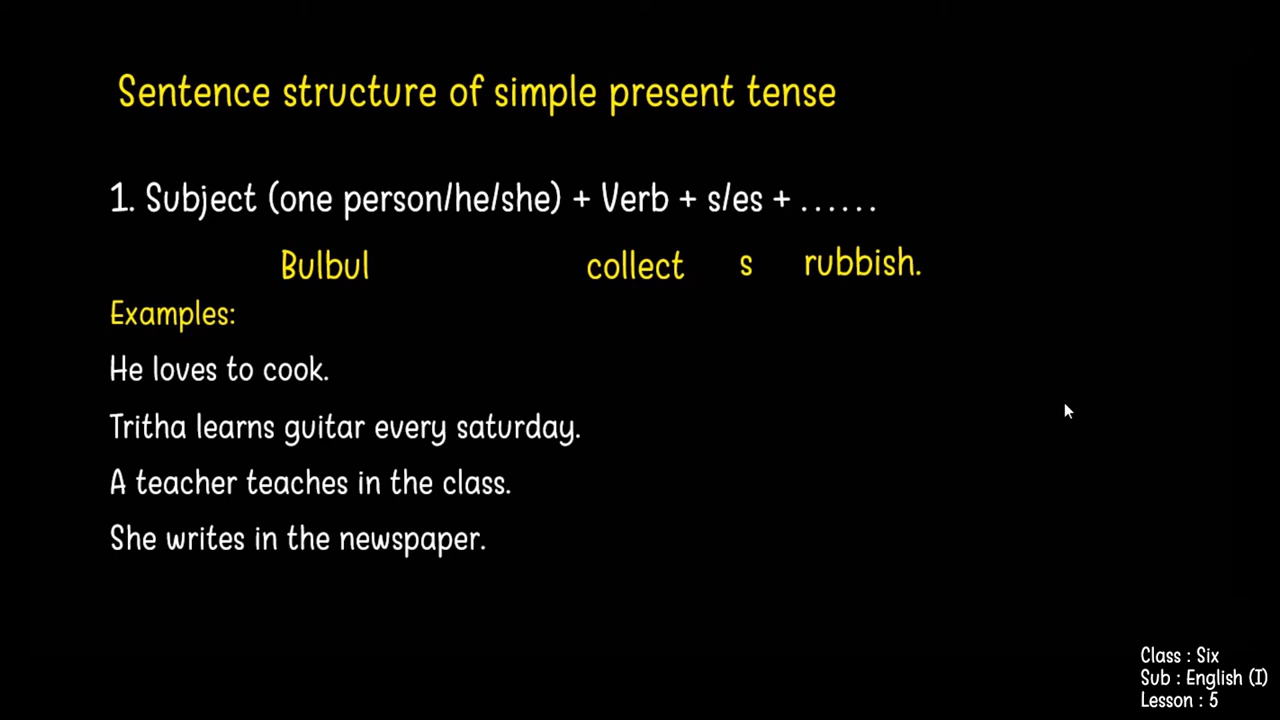 Sentence structure of simple present tense
1. Subject (one person/he/she) + Verb + s/es + ......
Bulbul collect s rubbish.
Examples:
He loves to cook.
Tritha learns guitar every saturday.
A teacher teaches in the class.
She writes in the newspaper.
Class : Six
Sub : English (I)
Lesson : 5